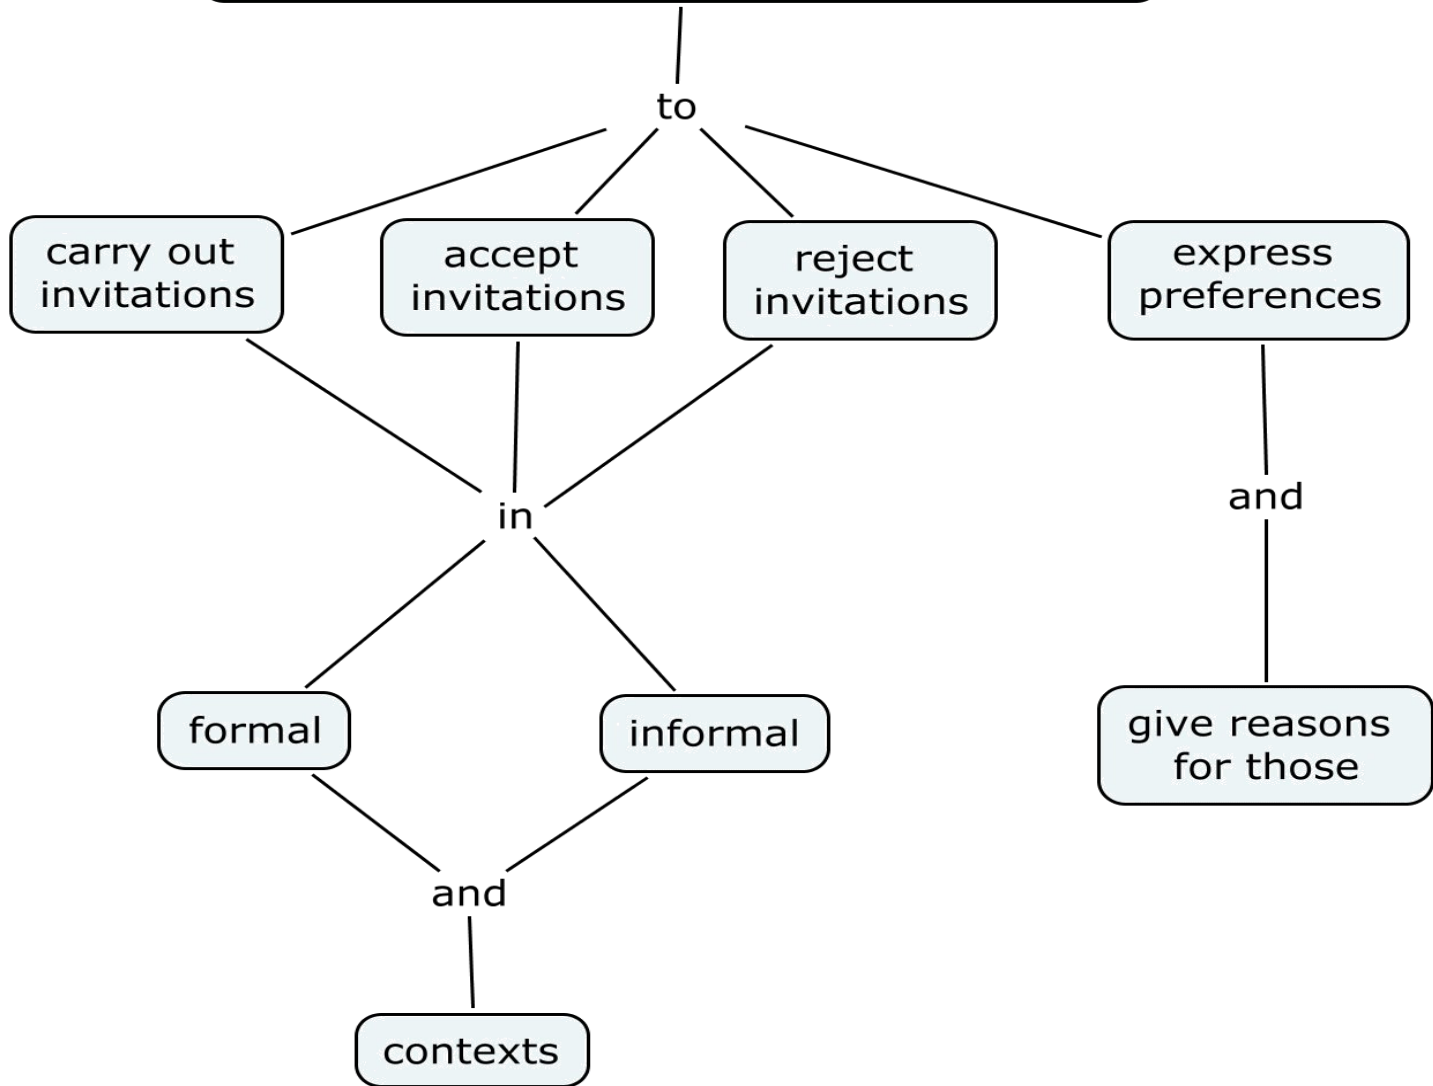 to
carry out
invitations
accept
invitations
reject
invitations
express
preferences
in
and
formal
informal
give reasons
for those
and
contexts